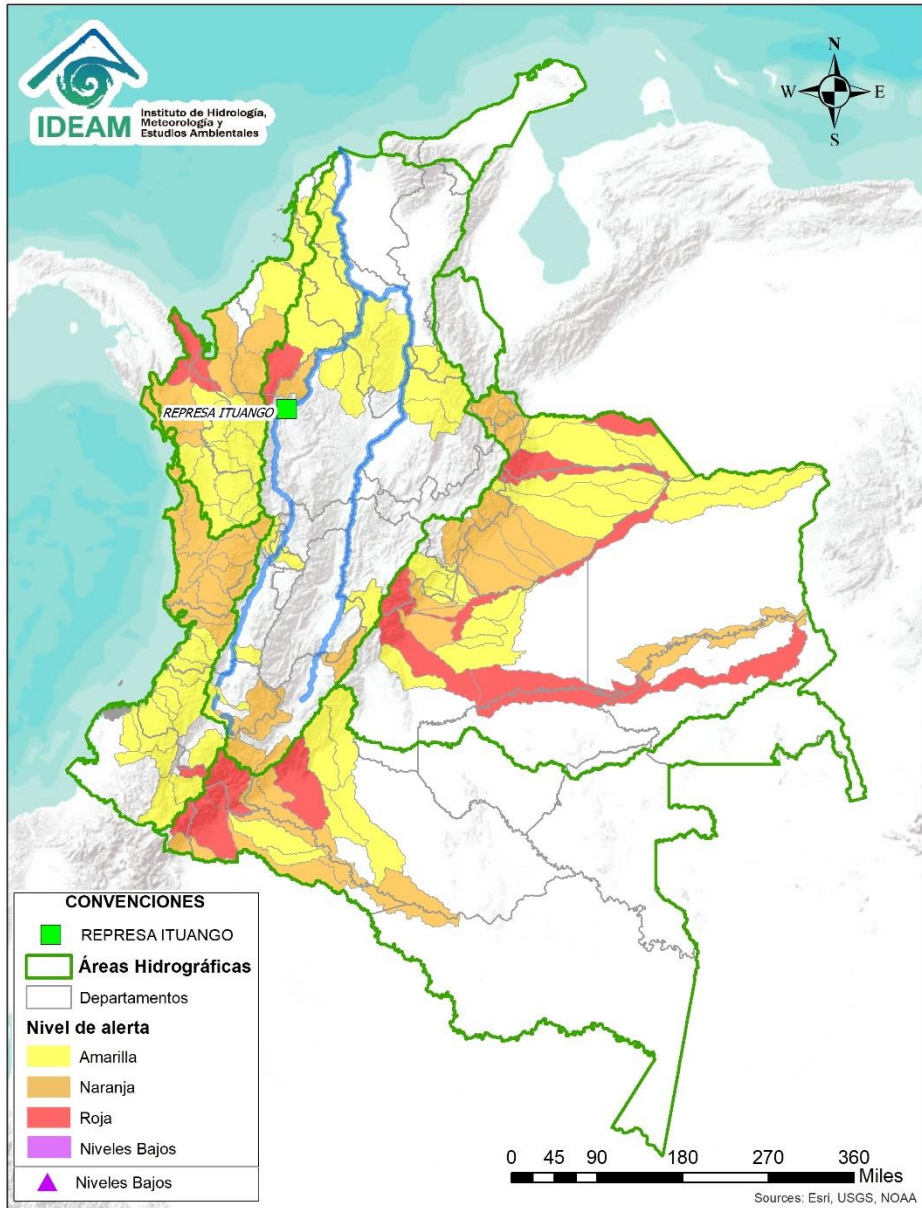 IDEAM
Instituto de Hidrología,
Meteorología y
Estudios Ambientales
N
W
E
S
REPRESA ITUANGO
CONVENCIONES
REPRESA ITUANGO
Áreas Hidrográficas
Departamentos
Nivel de alerta
Amarilla
Naranja
Roja
Niveles Bajos
Niveles Bajos
0 45 90 180 270 360
Miles
Sources: Esri, USGS, NOAA